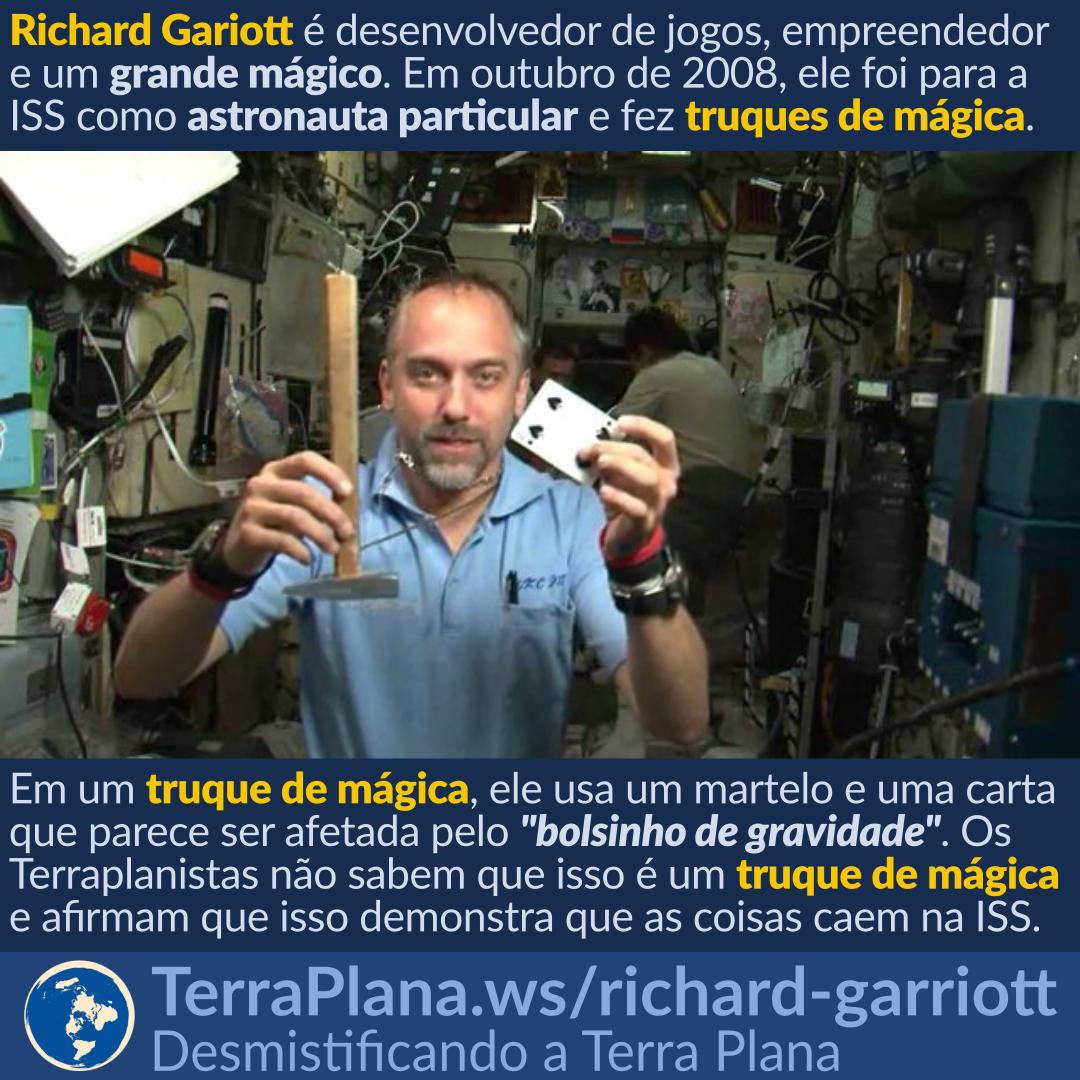 Richard Gariott é desenvolvedor de jogos, empreendedor
e um grande mágico. Em outubro de 2008, ele foi para a
ISS como astronauta particular e fez truques de mágica.
Em um truque de mágica, ele usa um martelo e uma carta
que parece ser afetada pelo "bolsinho de gravidade". Os
Terraplanistas não sabem que isso é um truque de mágica
e afirmam que isso demonstra que as coisas caem na ISS.
TerraPlana.ws/richard-garriott
Desmistificando a Terra Plana